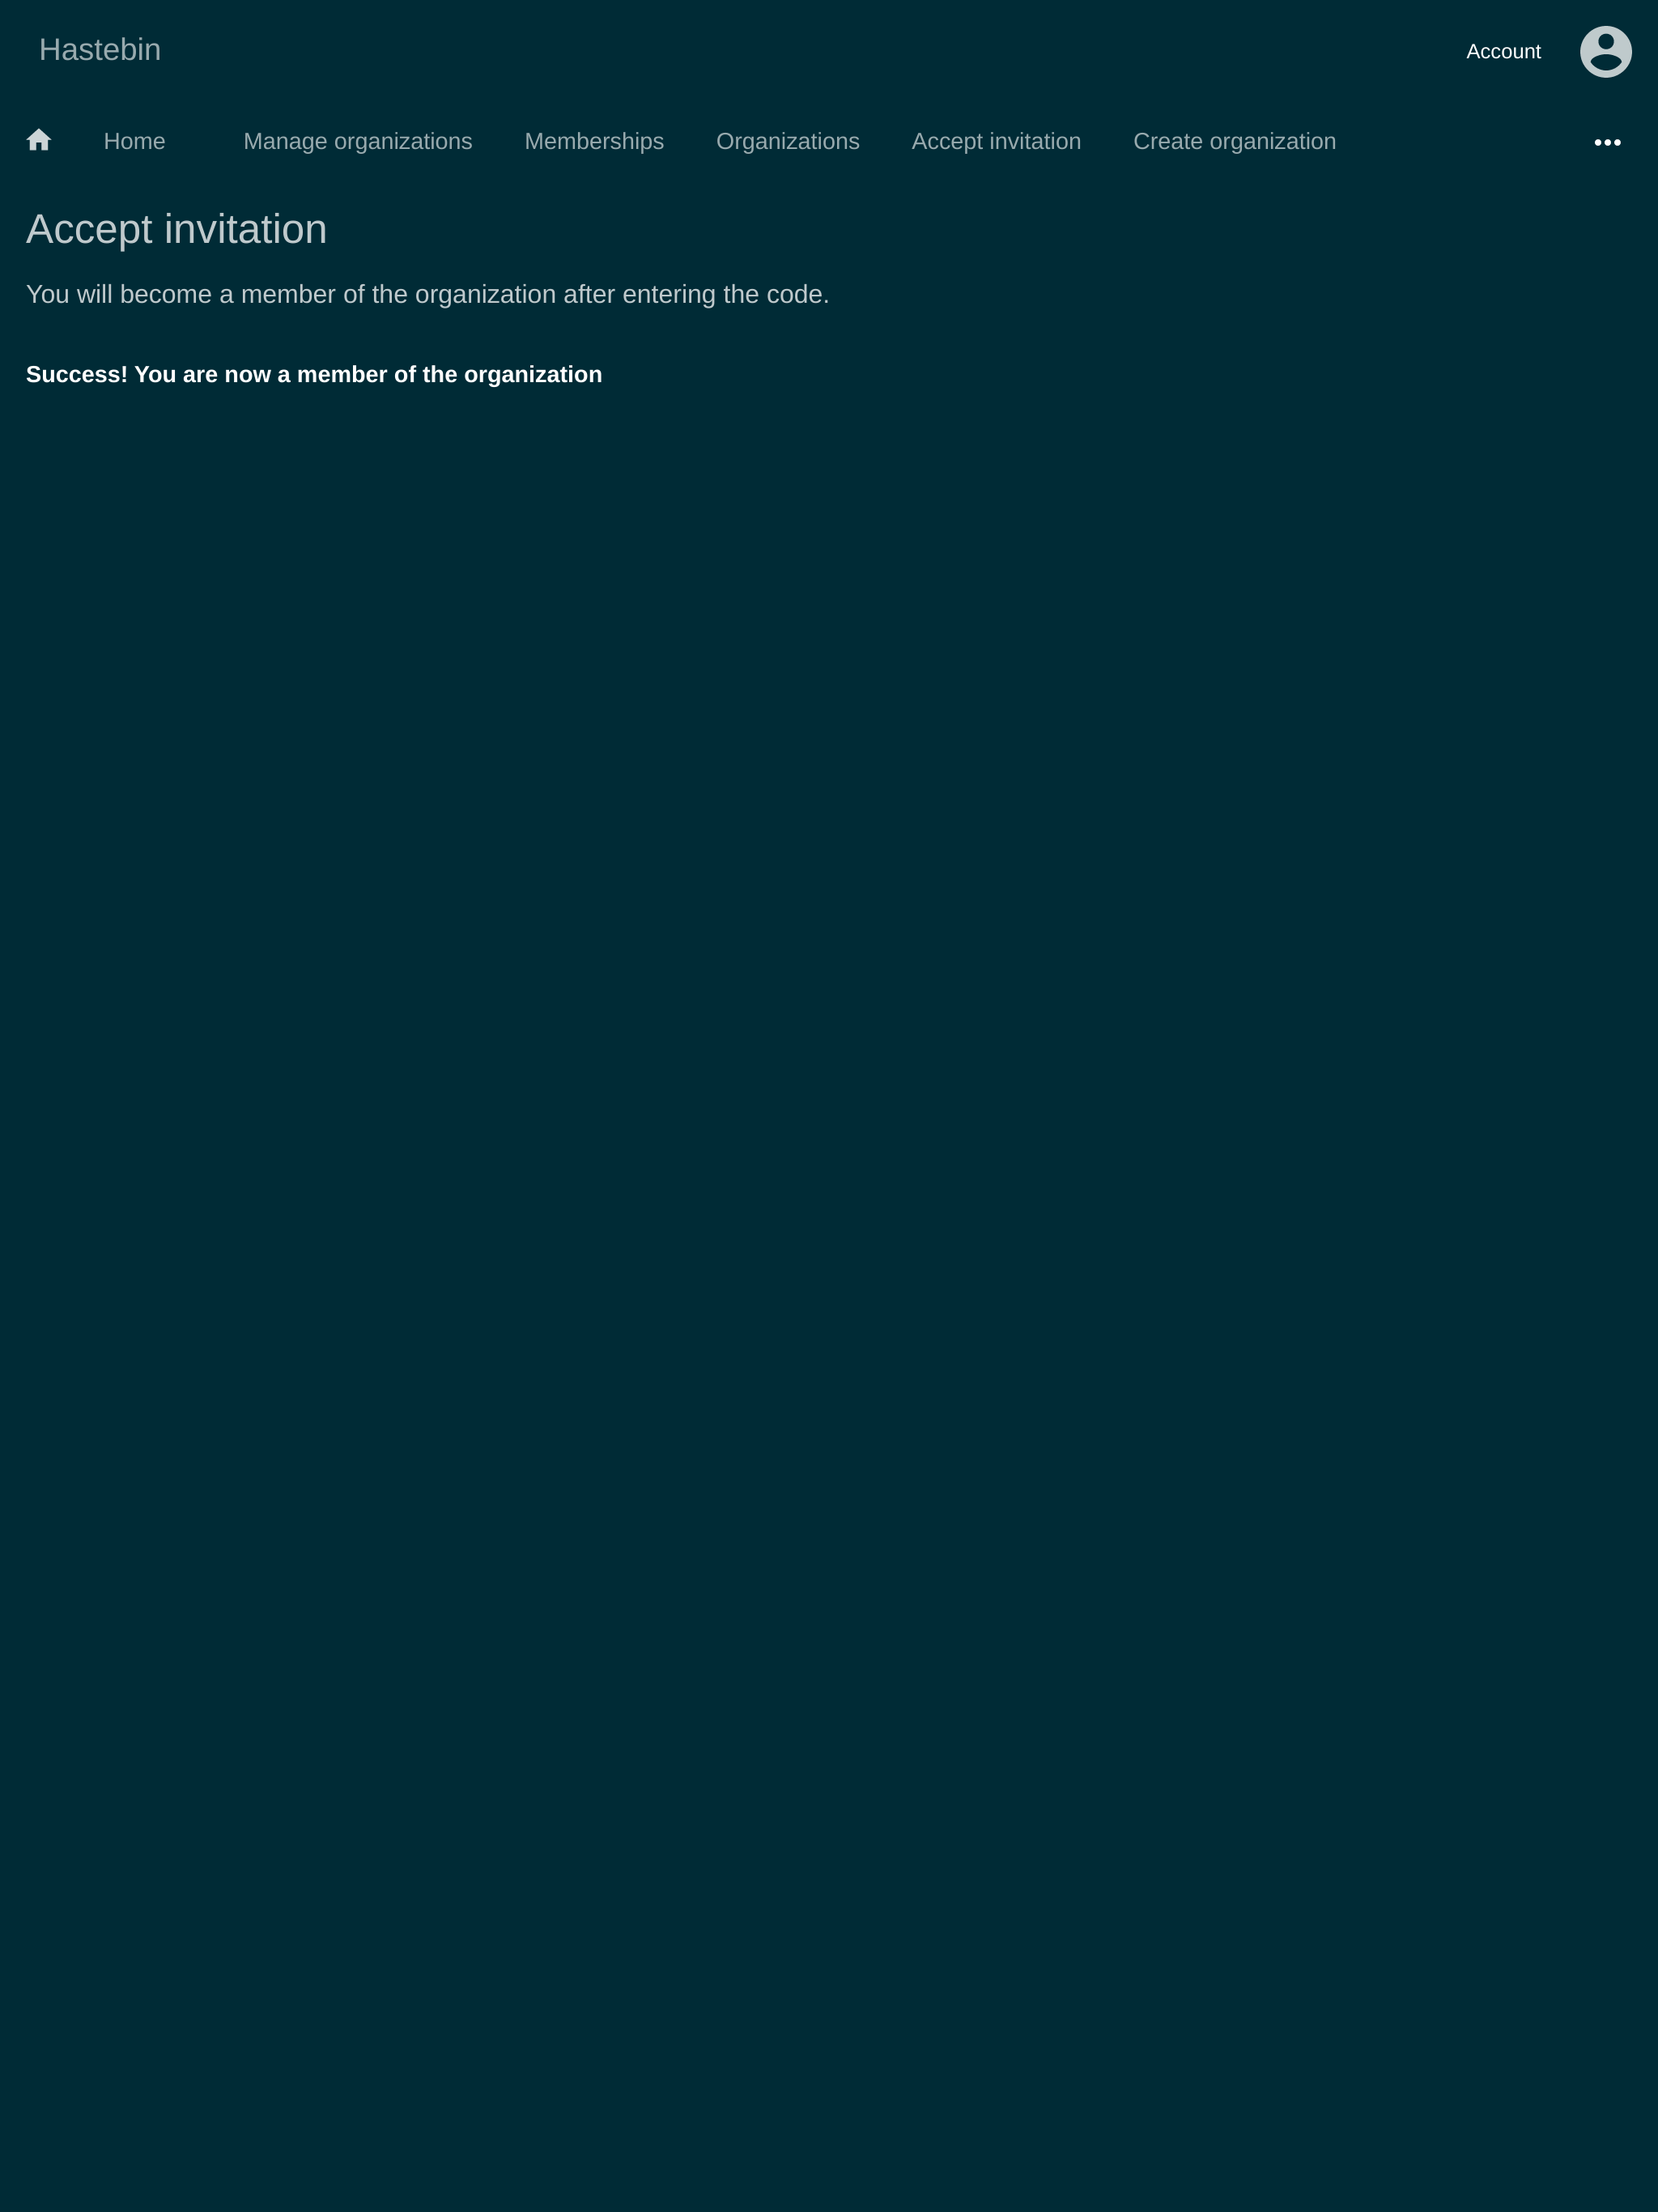 Hastebin
Account
Home
Manage organizations
Memberships
Organizations
Accept invitation
Create organization
Accept invitation
You will become a member of the organization after entering the code.
Success! You are now a member of the organization